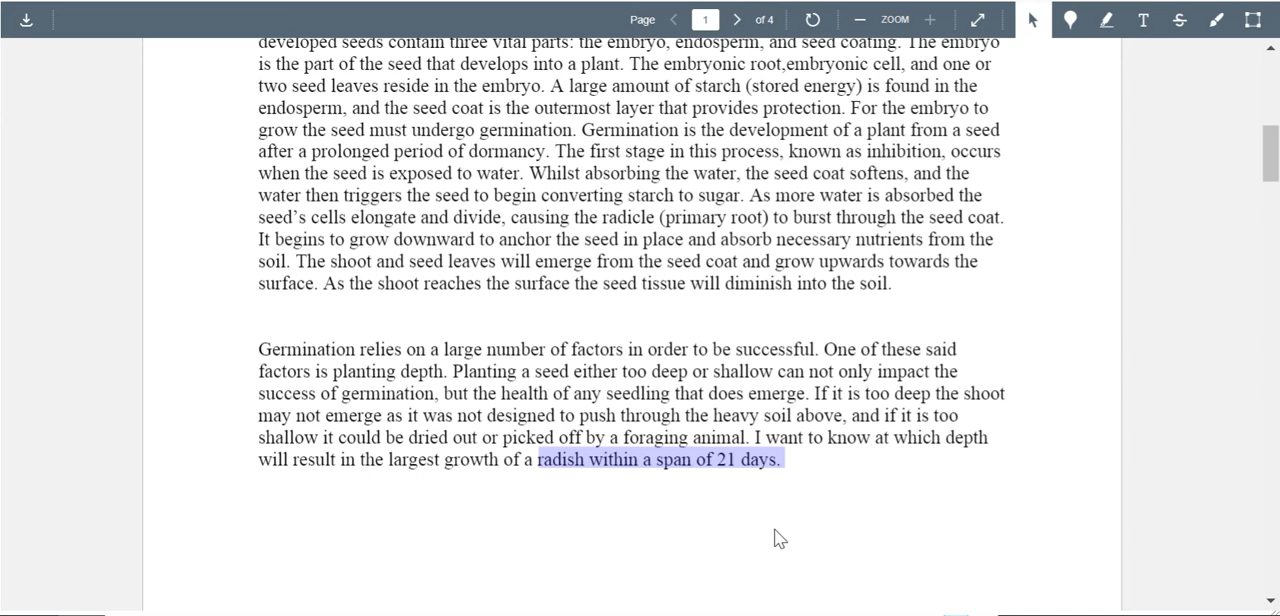 Page 1 of 4 ZOOM T S
developed seeds contain three vital parts: the embryo, endosperm, and seed coating. The embryo
is the part of the seed that develops into a plant. The embryonic root,embryonic cell, and one or
two seed leaves reside in the embryo. A large amount of starch (stored energy) is found in the
endosperm, and the seed coat is the outermost layer that provides protection. For the embryo to
grow the seed must undergo germination. Germination is the development of a plant from a seed
after a prolonged period of dormancy. The first stage in this process, known as inhibition, occurs
when the seed is exposed to water. Whilst absorbing the water, the seed coat softens, and the
water then triggers the seed to begin converting starch to sugar. As more water is absorbed the
seed’s cells elongate and divide, causing the radicle (primary root) to burst through the seed coat.
It begins to grow downward to anchor the seed in place and absorb necessary nutrients from the
soil. The shoot and seed leaves will emerge from the seed coat and grow upwards towards the
surface. As the shoot reaches the surface the seed tissue will diminish into the soil.
Germination relies on a large number of factors in order to be successful. One of these said
factors is planting depth. Planting a seed either too deep or shallow can not only impact the
success of germination, but the health of any seedling that does emerge. If it is too deep the shoot
may not emerge as it was not designed to push through the heavy soil above, and if it is too
shallow it could be dried out or picked off by a foraging animal. I want to know at which depth
will result in the largest growth of a radish within a span of 21 days.